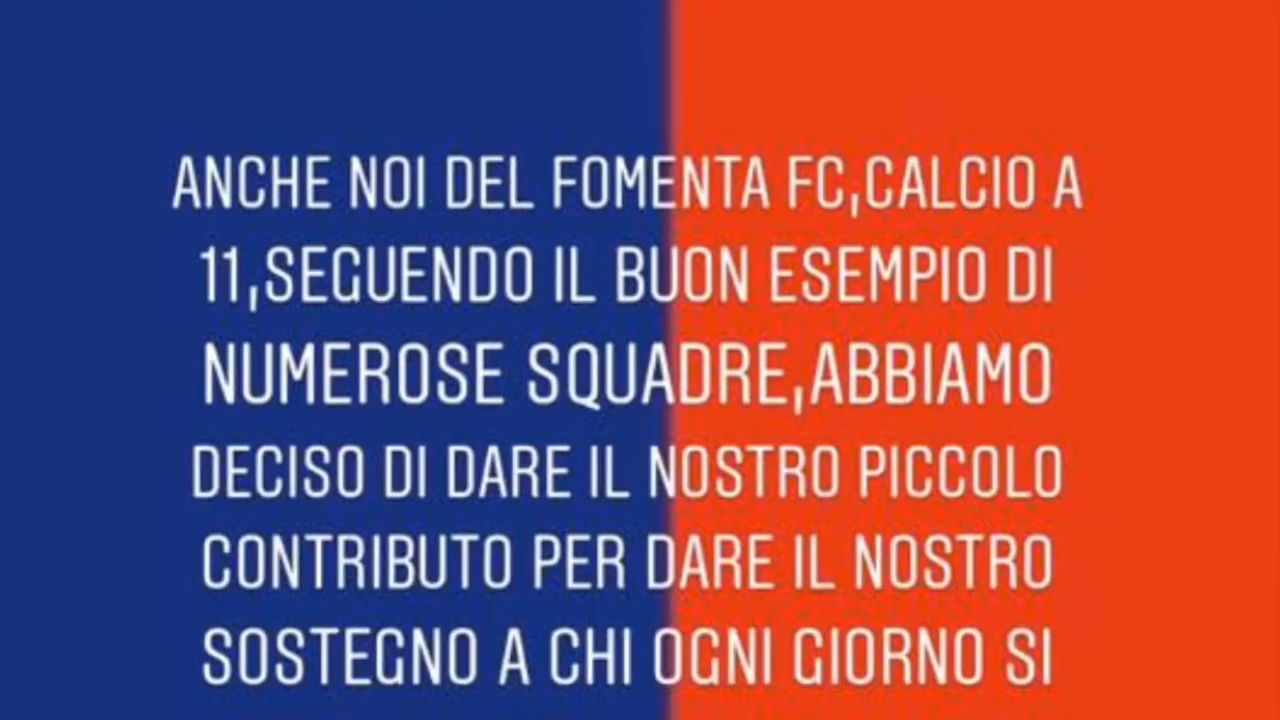 ANCHE NOI DEL FOMENTA FC,CALCIO A
11,SEGUENDO IL BUON ESEMPIO DI
NUMEROSE SQUADRE,ABBIAMO
DECISO DI DARE IL NOSTRO PICCOLO
CONTRIBUTO PER DARE IL NOSTRO
SOSTEGNO A CHI OGNI GIORNO SI